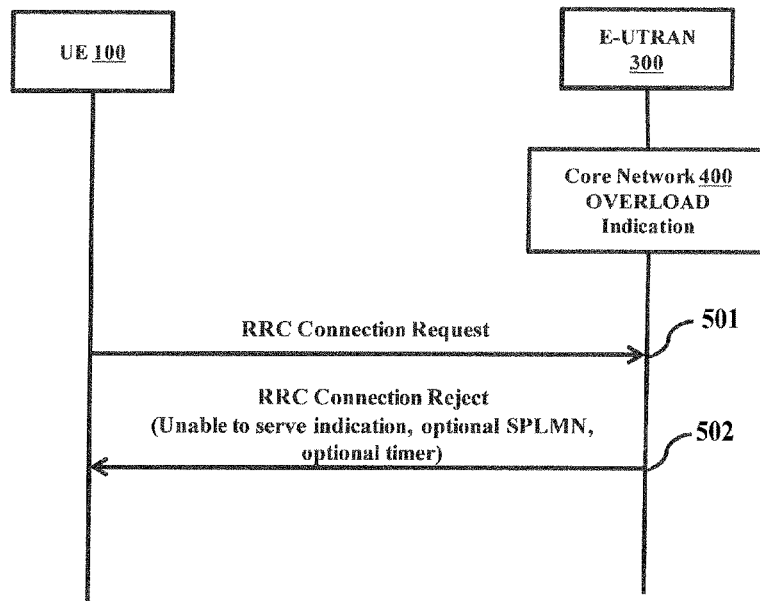 UE 100
E-UTRAN
300
Core Network 400
OVERLOAD
Indication
RRC Connection Request
501
RRC Connection Reject
(Unable to serve indication, optional SPLMN,
optional timer)
502